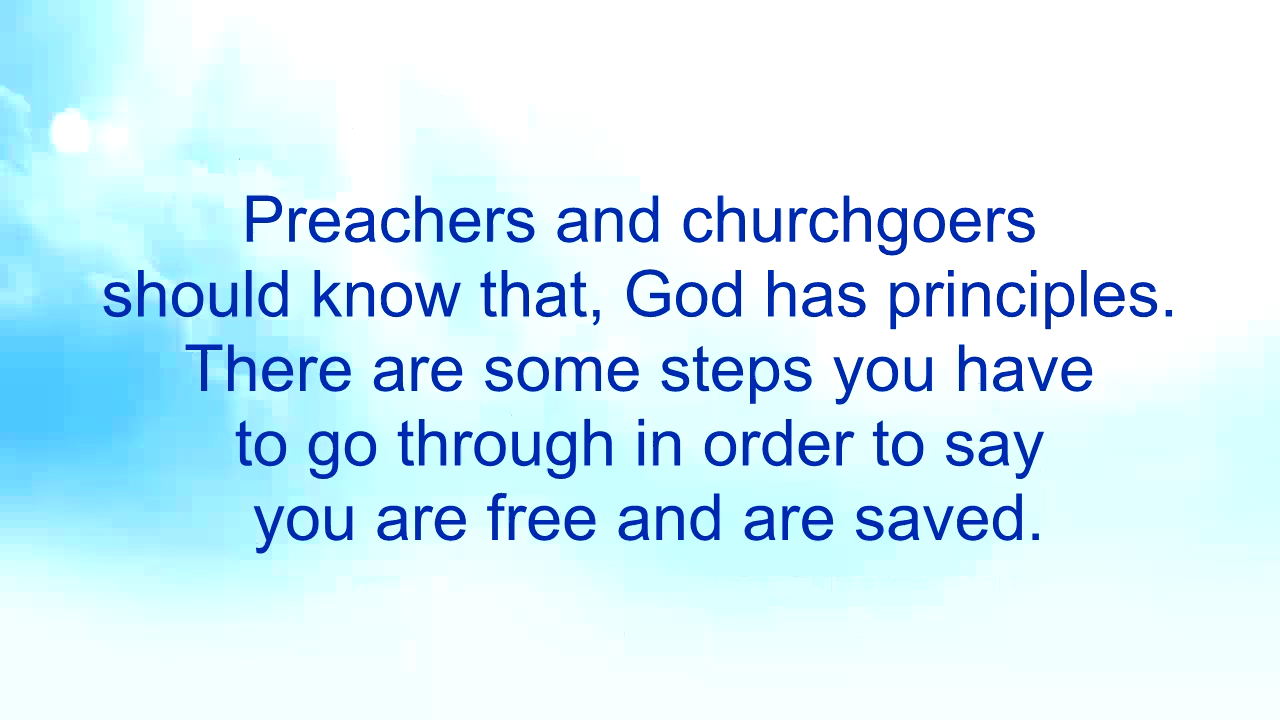 Preachers and churchgoers
should know that, God has principles.
There are some steps you have
to go through in order to say
you are free and are saved.